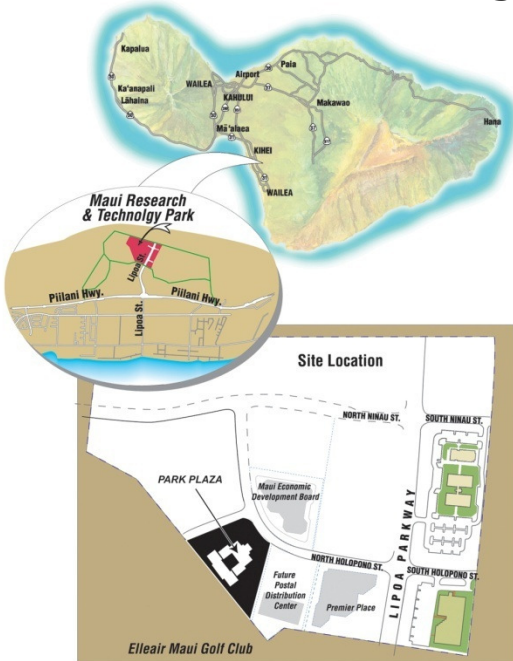 Kapalua
Ka'anapali
Lāhaina
WAILEA
Airport
Paia
KAHULUI
Makawao
Mā'alaea
KIHEI
WAILEA
Hana
Maui Research
& Technolgy Park
Lipoa St.
Piilani Hwy.
Piilani Hwy.
Lipoa St.
Site Location
NORTH NINAU ST.
SOUTH NINAU ST.
PARK PLAZA
Maui Economic
Development Board
LIPOA PARKWAY
NORTH HOLOPONO ST.
SOUTH HOLOPONO ST.
Future
Postal
Distribution
Center
Premier Place
Elleair Maui Golf Club